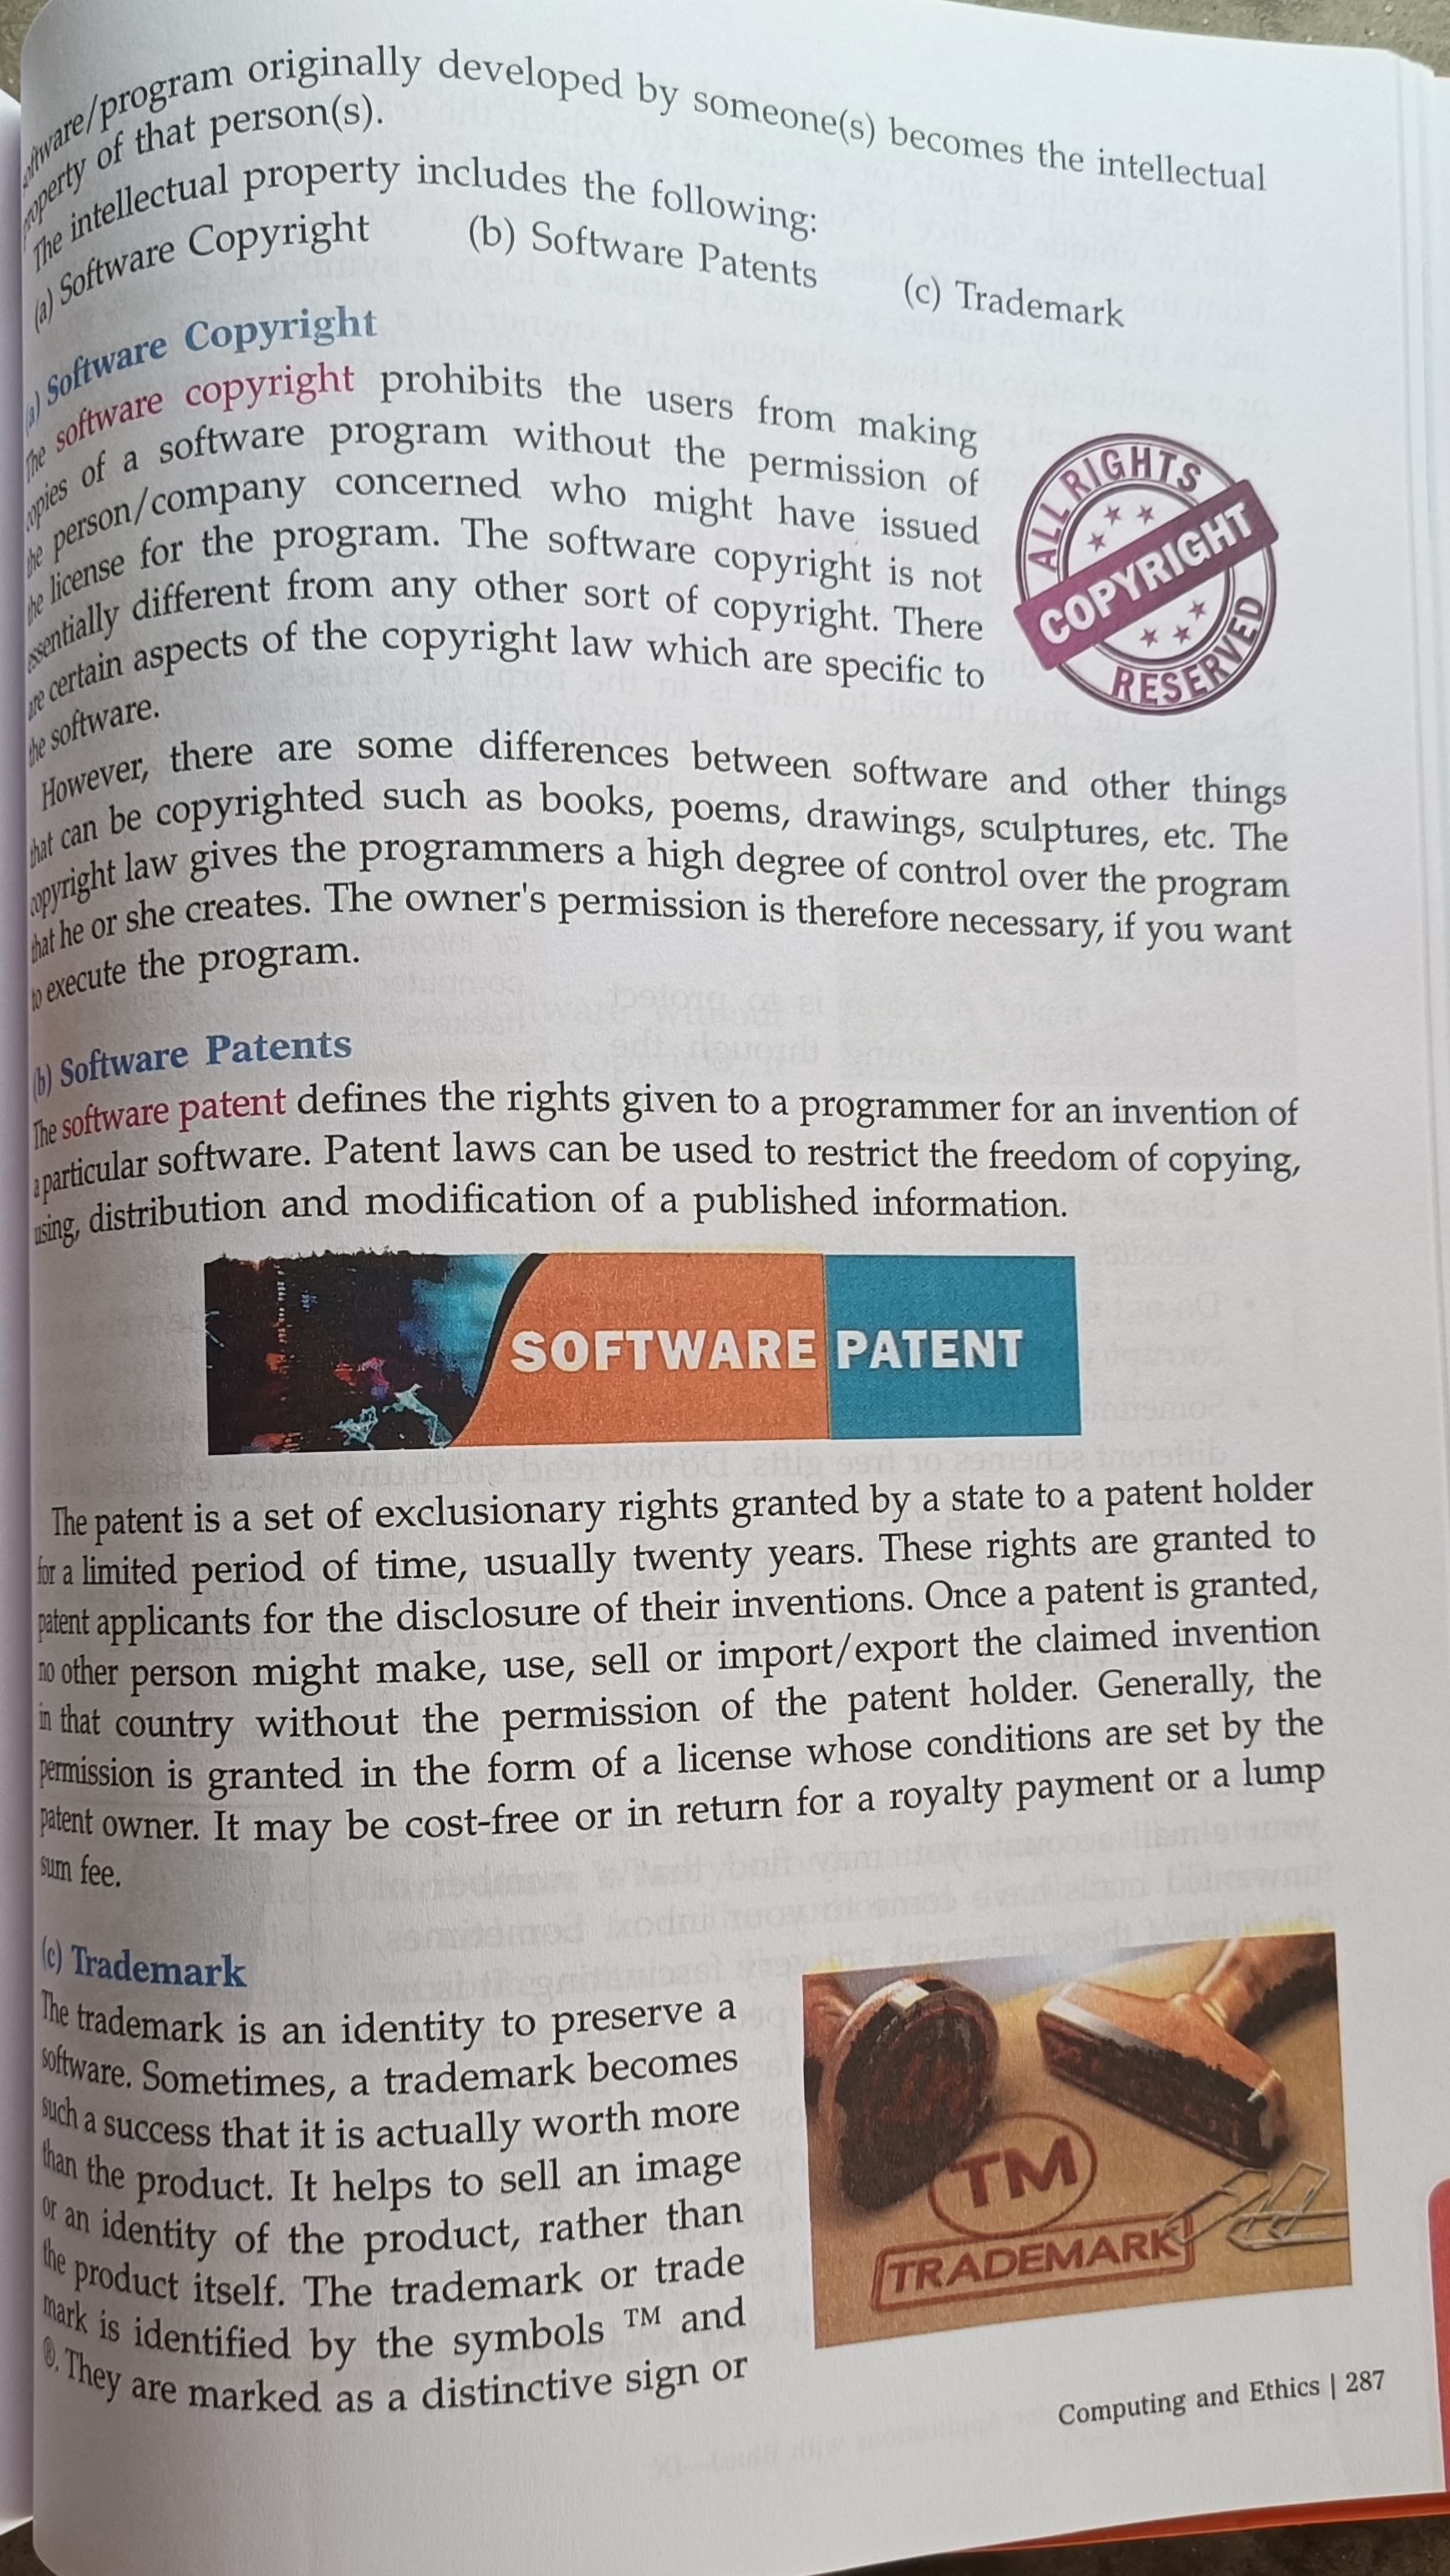 software/program originally developed by someone(s) becomes the intellectual
property of that person(s).
The intellectual property includes the following:
(a) Software Copyright (b) Software Patents (c) Trademark
(a) Software Copyright
The software copyright prohibits the users from making
copies of a software program without the permission of
the person/company concerned who might have issued
the license for the program. The software copyright is not
essentially different from any other sort of copyright. There
are certain aspects of the copyright law which are specific to
the software.
ALL RIGHTS
COPYRIGHT
RESERVED
However, there are some differences between software and other things
that can be copyrighted such as books, poems, drawings, sculptures, etc. The
copyright law gives the programmers a high degree of control over the program
that he or she creates. The owner's permission is therefore necessary, if you want
to execute the program.
(b) Software Patents
The software patent defines the rights given to a programmer for an invention of
a particular software. Patent laws can be used to restrict the freedom of copying,
using, distribution and modification of a published information.
SOFTWARE PATENT
The patent is a set of exclusionary rights granted by a state to a patent holder
for a limited period of time, usually twenty years. These rights are granted to
patent applicants for the disclosure of their inventions. Once a patent is granted,
no other person might make, use, sell or import/export the claimed invention
in that country without the permission of the patent holder. Generally, the
permission is granted in the form of a license whose conditions are set by the
patent owner. It may be cost-free or in return for a royalty payment or a lump
sum fee.
(c) Trademark
The trademark is an identity to preserve a
software. Sometimes, a trademark becomes
such a success that it is actually worth more
than the product. It helps to sell an image
or an identity of the product, rather than
the product itself. The trademark or trade
mark is identified by the symbols ™ and
®. They are marked as a distinctive sign or
TM
TRADEMARK
Computing and Ethics | 287